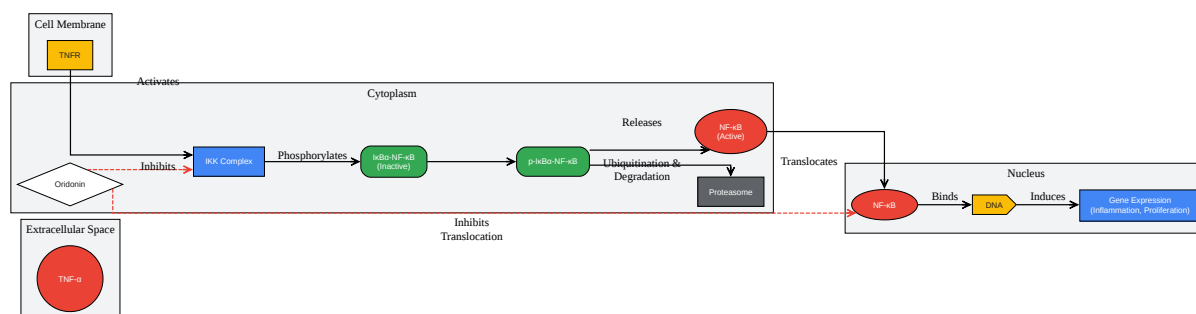 Cell Membrane
TNFR
Activates
Cytoplasm
Releases
NF-κB
(Active)
Inhibits
IKK Complex
Phosphorylates
IκBα-NF-κB
(Inactive)
p-IκBα-NF-κB
Ubiquitination &
Degradation
Proteasome
Translocates
Oridonin
Inhibits
Translocation
Nucleus
NF-κB
Binds
DNA
Induces
Gene Expression
(Inflammation, Proliferation)
Extracellular Space
TNF-α